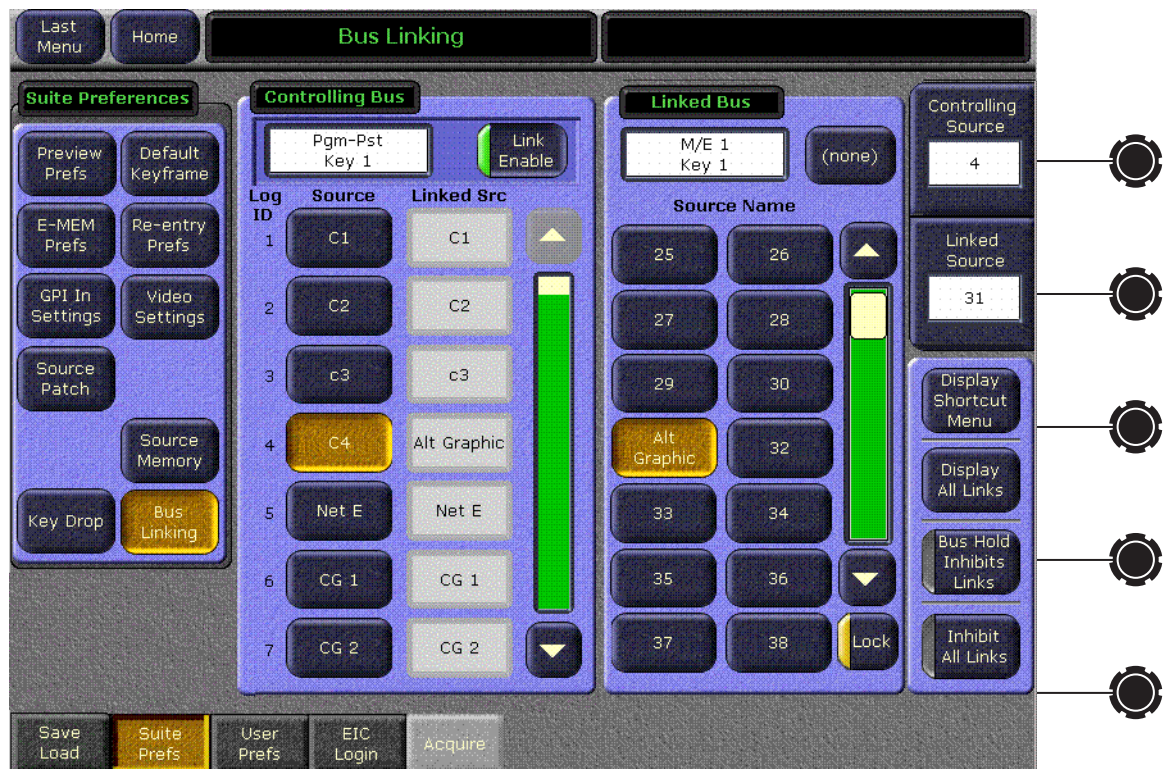 Last
Menu
Home
Bus Linking
Suite Preferences
Preview
Prefs
Default
Keyframe
E-MEM
Prefs
Re-entry
Prefs
GPI In
Settings
Video
Settings
Source
Patch
Source
Memory
Key Drop
Bus
Linking
Controlling Bus
Pgm-Pst
Key 1
Link
Enable
Log
ID
Source
Linked Src
1
C1
C1
2
C2
C2
3
c3
c3
4
C4
Alt Graphic
5
Net E
Net E
6
CG 1
CG 1
7
CG 2
CG 2
Linked Bus
M/E 1
Key 1
(none)
Source Name
25
26
27
28
29
30
Alt
Graphic
32
33
34
35
36
37
38
Lock
Controlling
Source
4
Linked
Source
31
Display
Shortcut
Menu
Display
All Links
Bus Hold
Inhibits
Links
Inhibit
All Links
Save
Load
Suite
Prefs
User
Prefs
EIC
Login
Acquire